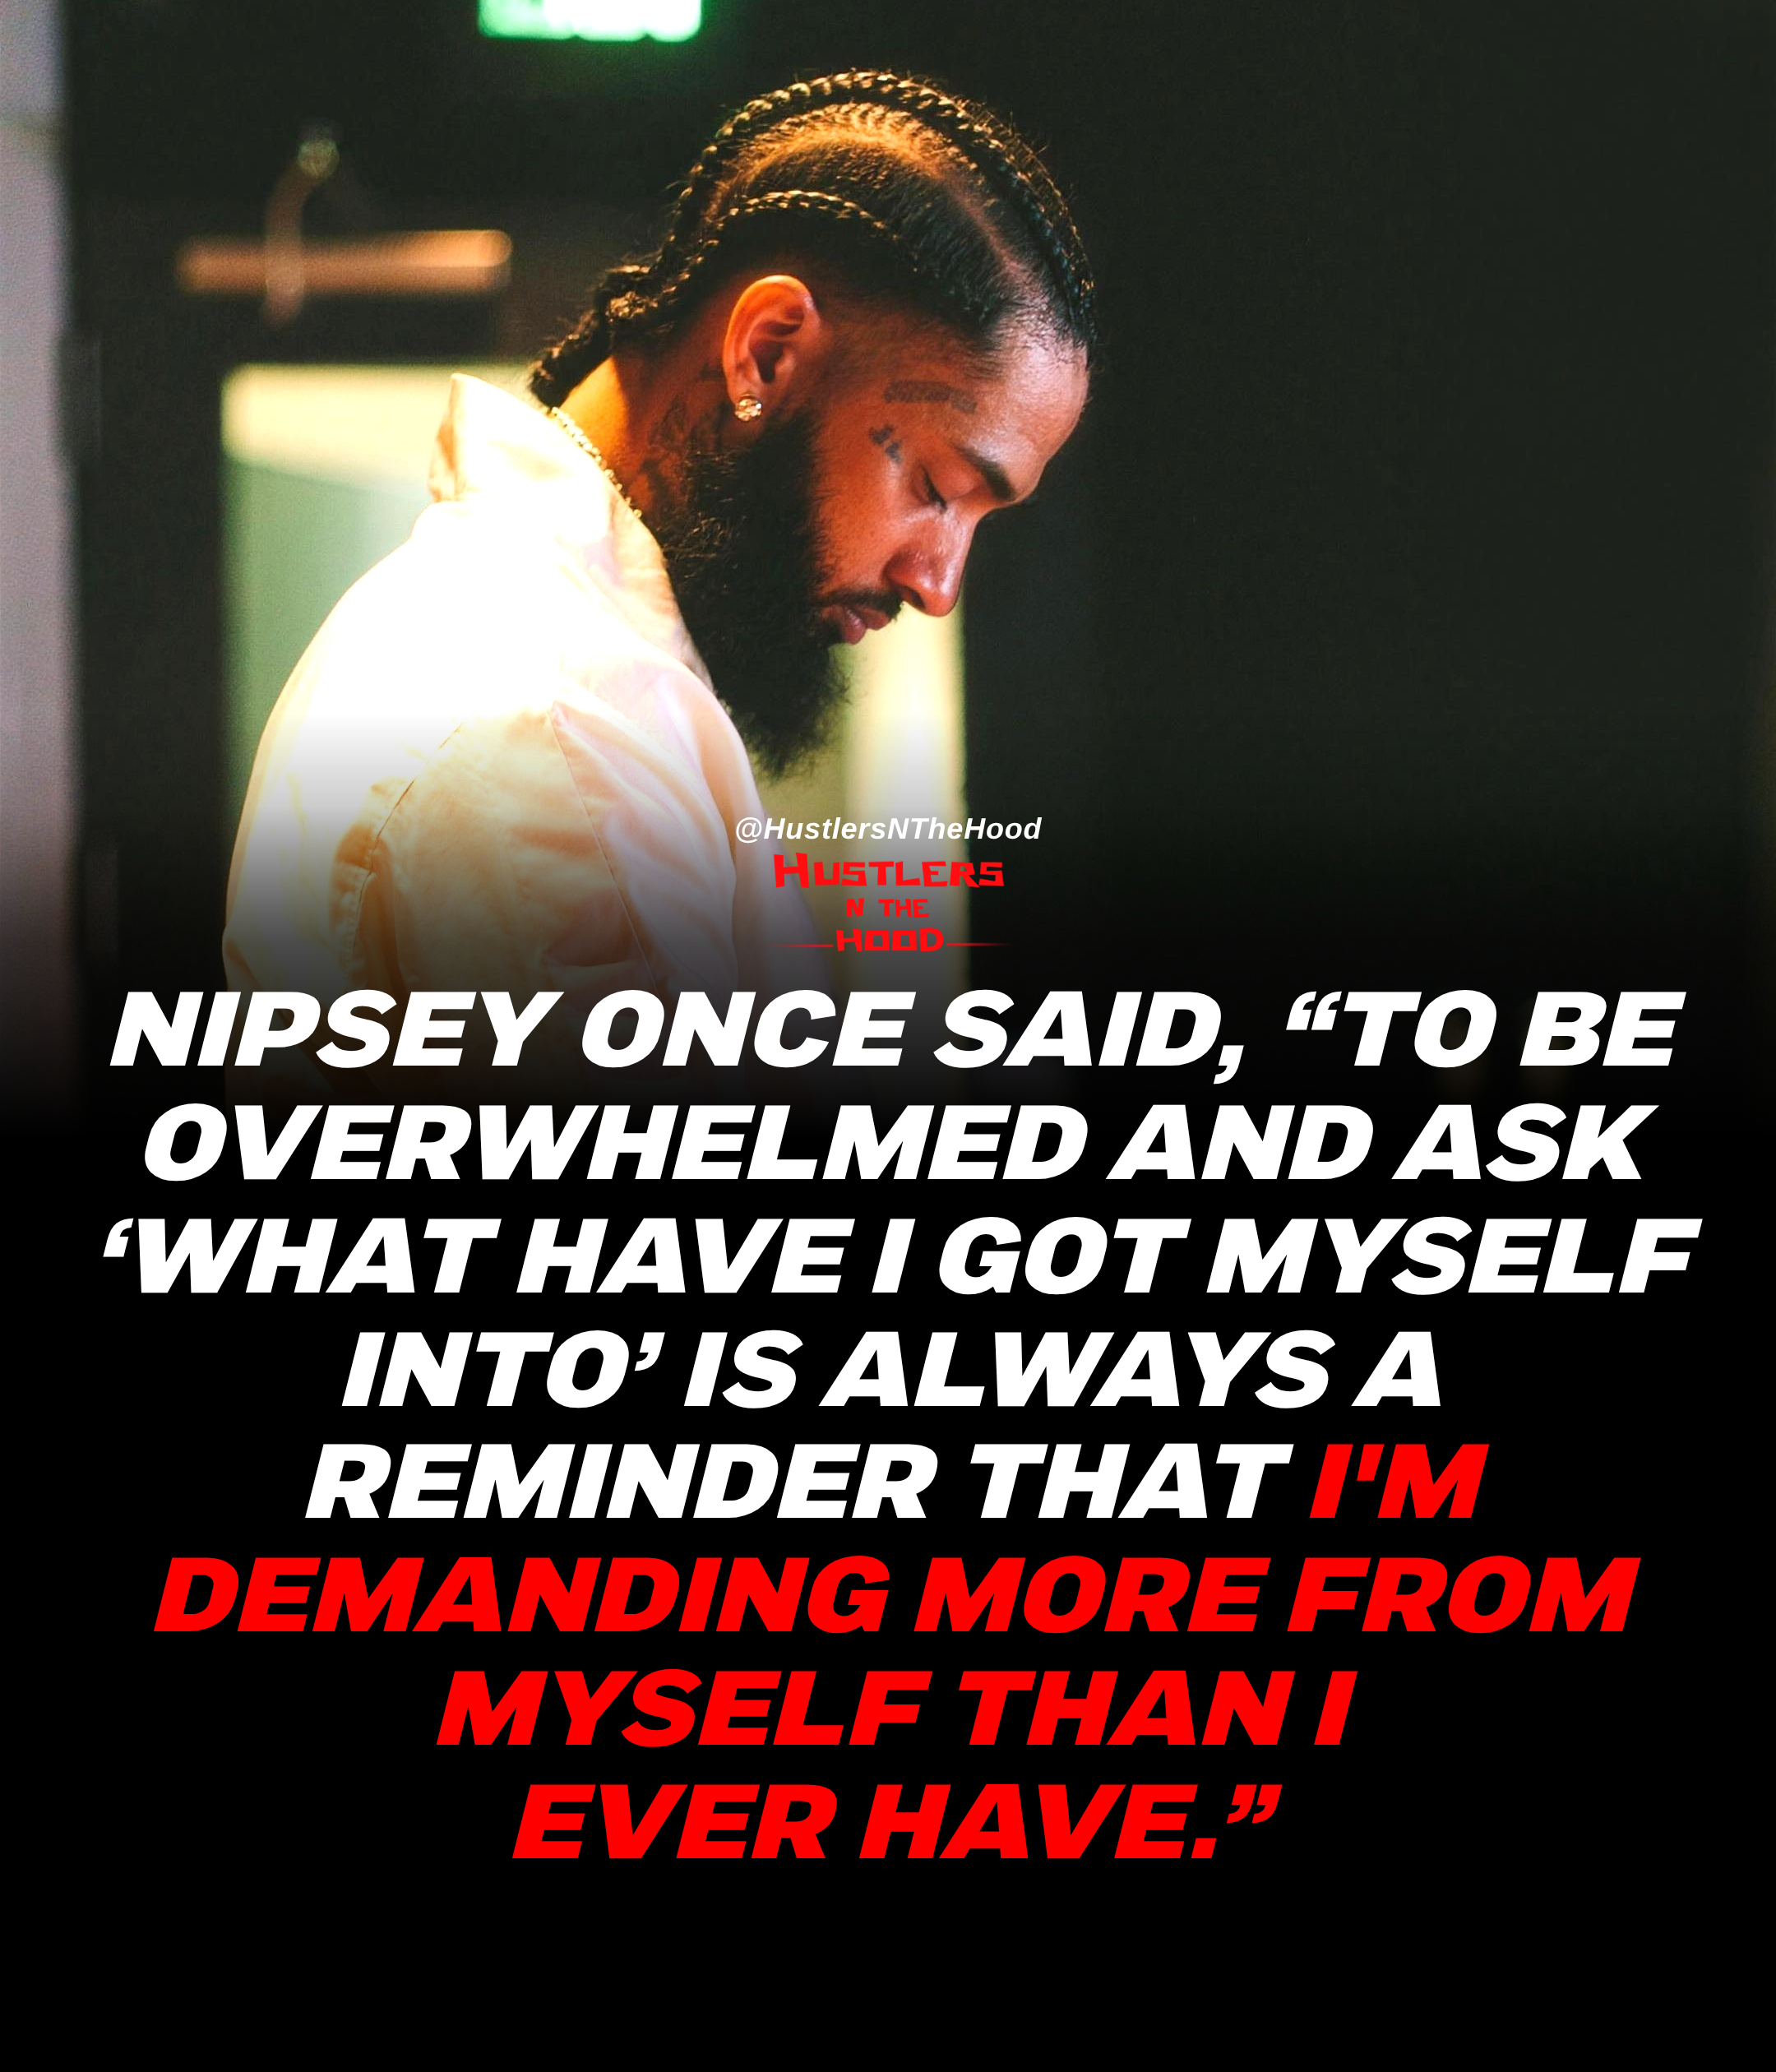 @HustlersNTheHood
HUSTLERS
N THE
HOOD
NIPSEY ONCE SAID, “TO BE
OVERWHELMED AND ASK
‘WHAT HAVE I GOT MYSELF
INTO’ IS ALWAYS A
REMINDER THAT I'M
DEMANDING MORE FROM
MYSELF THAN I
EVER HAVE.”